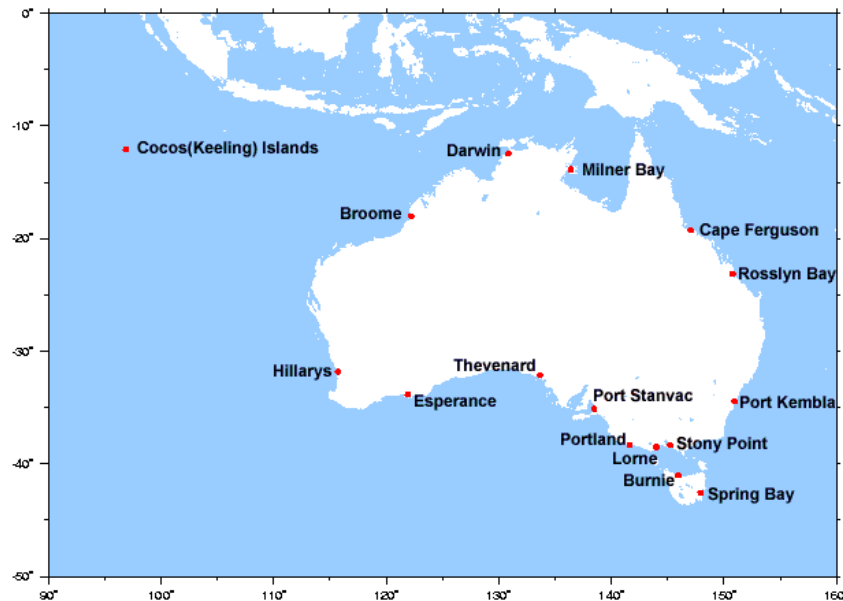 0°
-10°
Cocos(Keeling) Islands
Darwin
Milner Bay
Broome
-20°
Cape Ferguson
Rosslyn Bay
-30°
Thevenard
Hillarys
Esperance
Port Stanvac
Port Kembla
Portland
Stony Point
Lorne
-40°
Burnie
Spring Bay
-50°
90° 100° 110° 120° 130° 140° 150° 160°